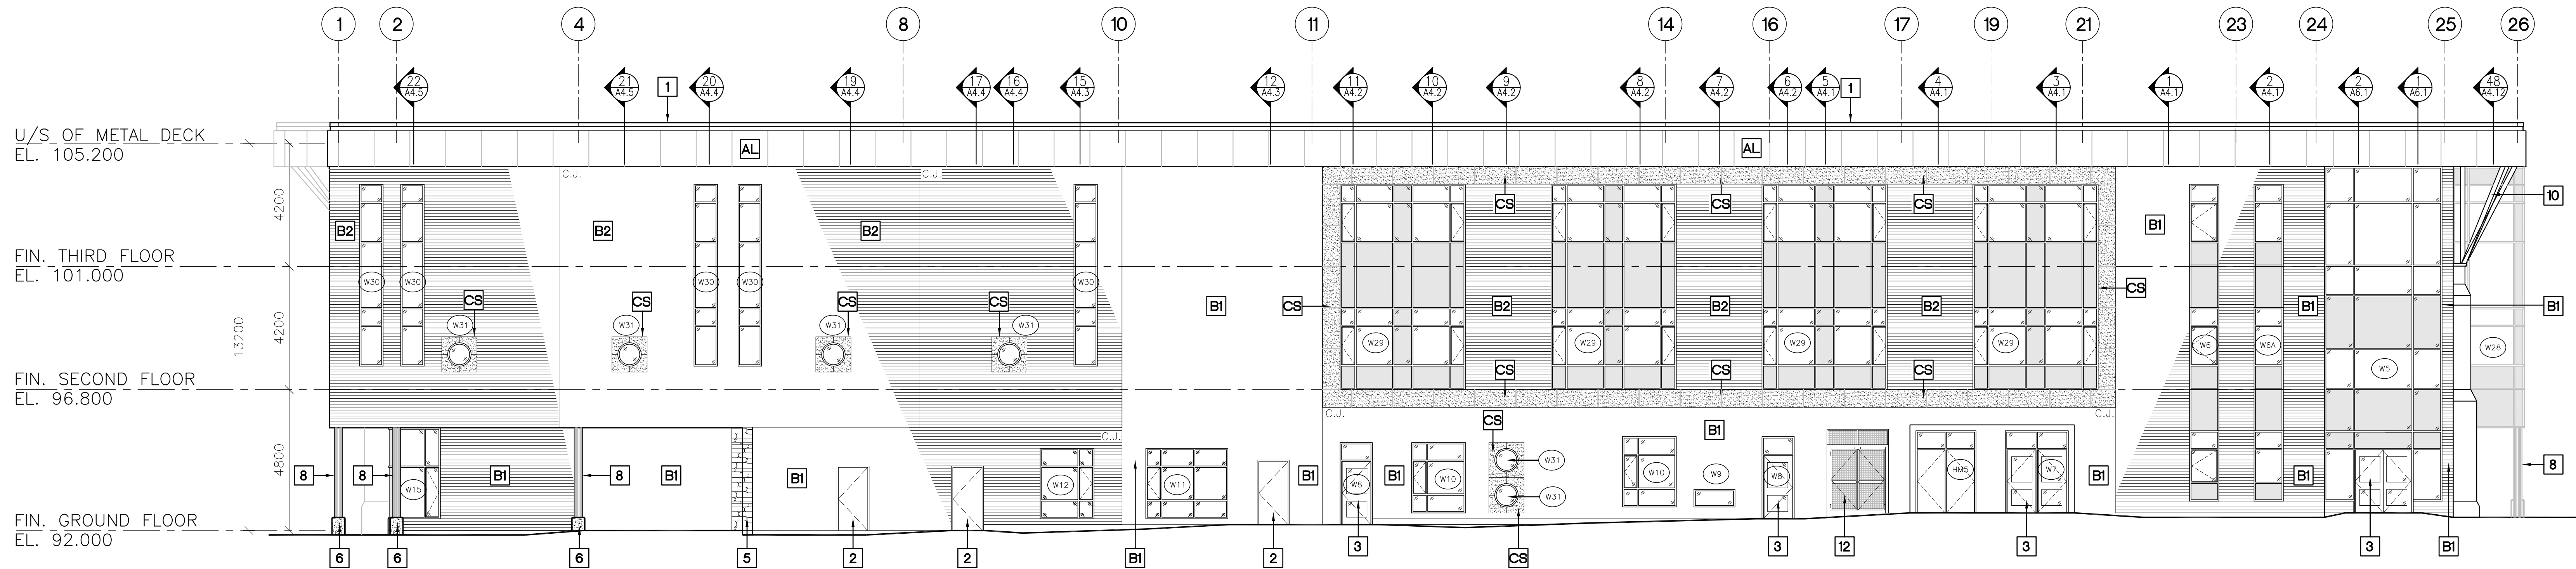 1 2 4 8 10 11 14 16 17 19 21 23 24 25 26
22 A4.5
21 A4.5
1
20 A4.4
19 A4.4
17 A4.4
16 A4.4
15 A4.3
12 A4.3
11 A4.2
10 A4.2
9 A4.2
8 A4.2
7 A4.2
6 A4.2
5 A4.1
1
4 A4.1
3 A4.1
1 A4.1
2 A4.1
2 A6.1
1 A6.1
48 A4.12
U/S OF METAL DECK
EL. 105.200
AL AL
C.J. C.J.
4200
CS CS CS
10
B2 B2 B2 B1
FIN. THIRD FLOOR
EL. 101.000
W30 W30 W30 W30 W30
CS CS CS CS B1 CS B2 B2 B2 CS B1 B1
13200
4200
W31 W31 W31 W31
W29 W29 W29 W29 W6 W6A W28
W5
FIN. SECOND FLOOR
EL. 96.800
CS CS CS
C.J. C.J.
CS B1
C.J.
4800
8 8 B1 8 B1 B1 B1 B1 B1 B1 8
W15 W12 W11 W8 W10 W31 W10 W9 W8 HM5 W7
W31
FIN. GROUND FLOOR
EL. 92.000
6 6 6 5 2 2 B1 2 3 CS 3 12 3 3 B1